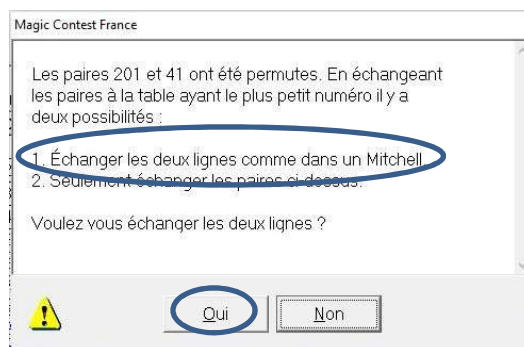 Magic Contest France
Les paires 201 et 41 ont été permutes. En échangeant
les paires à la table ayant le plus petit numéro il y a
deux possibilités :
1. Échanger les deux lignes comme dans un Mitchell
2. Seulement échanger les paires ci-dessus.
Voulez vous échanger les deux lignes ?
Oui
Non